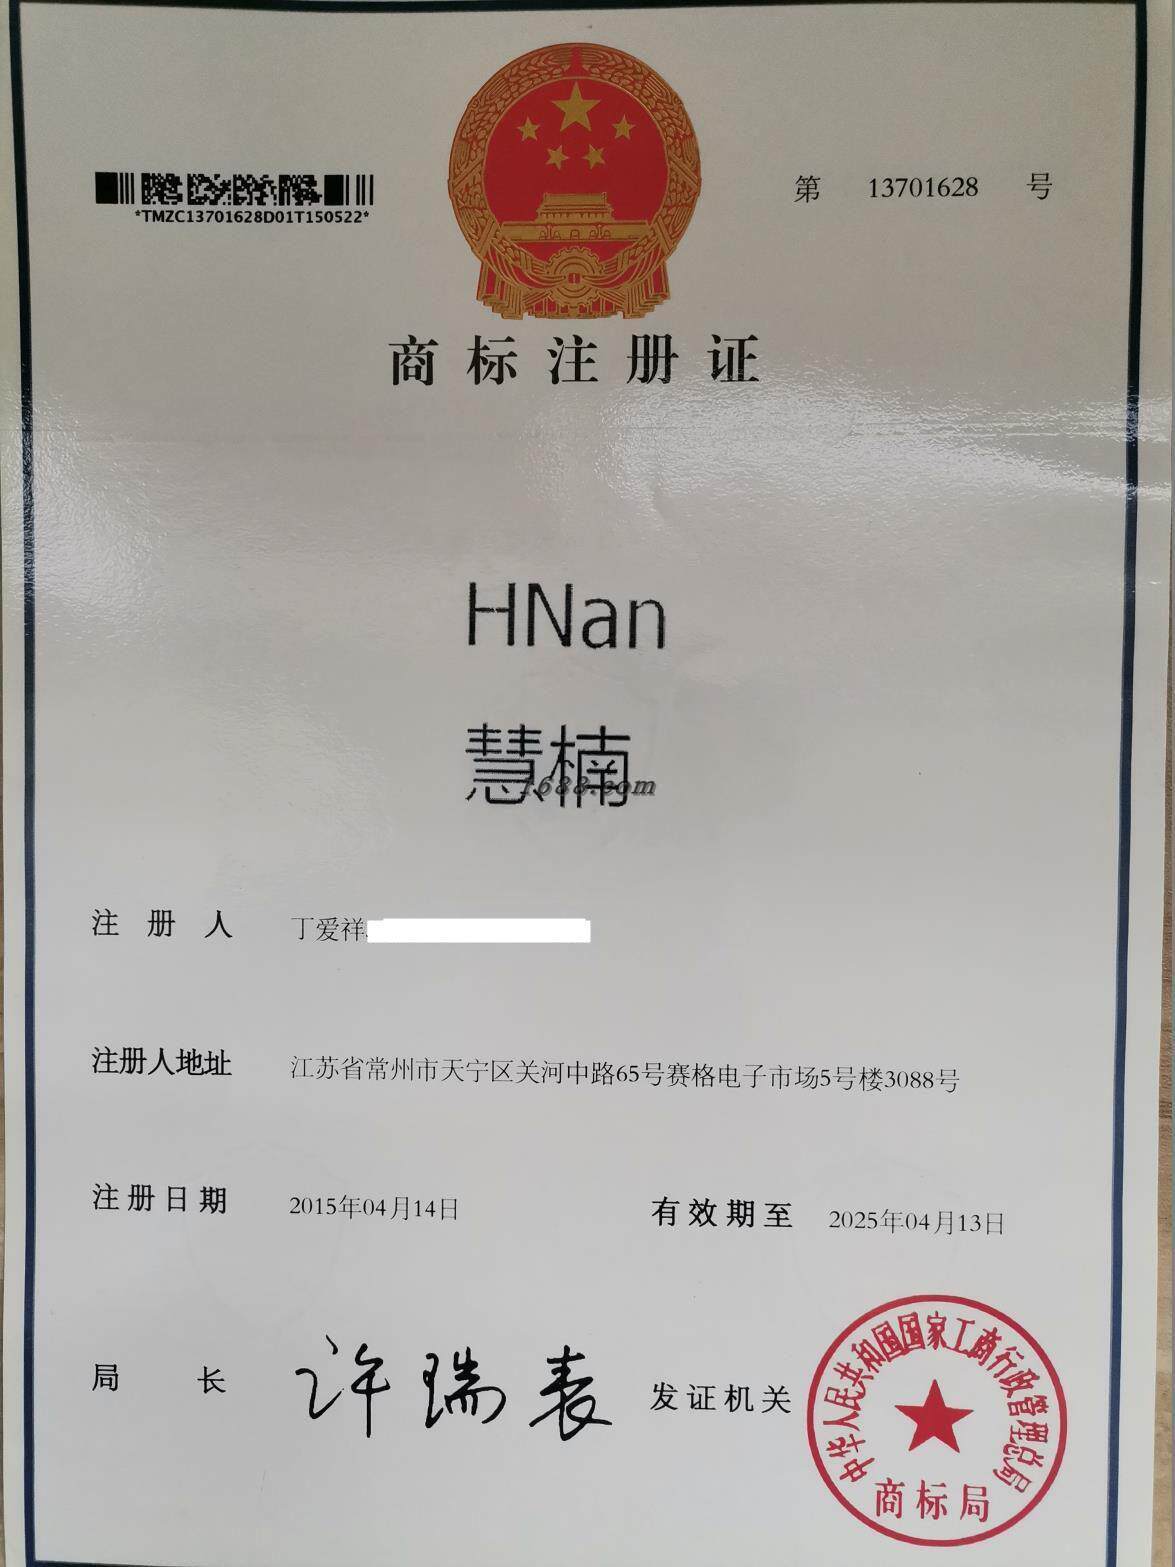 *TMZC13701628D01T150522*
第 13701628 号
商标注册证
HNan
慧楠
1688.com
注册人 丁爱祥
注册人地址 江苏省常州市天宁区关河中路65号赛格电子市场5号楼3088号
注册日期 2015年04月14日 有效期至 2025年04月13日
局长 许瑞表 发证机关
中华人民共和国国家工商行政管理总局
商标局